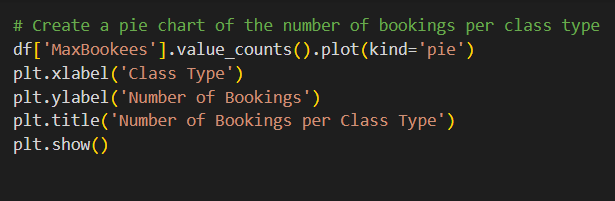 # Create a pie chart of the number of bookings per class type
df['MaxBookees'].value_counts().plot(kind='pie')
plt.xlabel('Class Type')
plt.ylabel('Number of Bookings')
plt.title('Number of Bookings per Class Type')
plt.show()